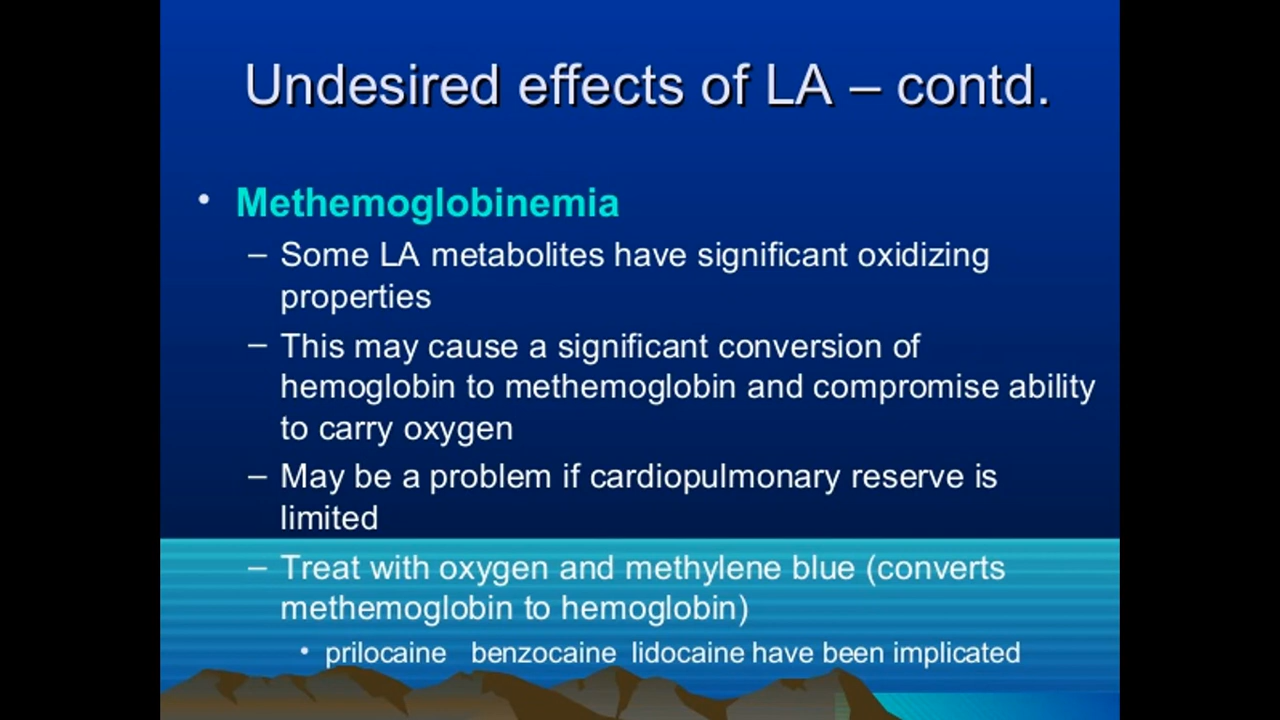 Undesired effects of LA – contd.
• Methemoglobinemia
– Some LA metabolites have significant oxidizing
properties
– This may cause a significant conversion of
hemoglobin to methemoglobin and compromise ability
to carry oxygen
– May be a problem if cardiopulmonary reserve is
limited
– Treat with oxygen and methylene blue (converts
methemoglobin to hemoglobin)
• prilocaine benzocaine lidocaine have been implicated